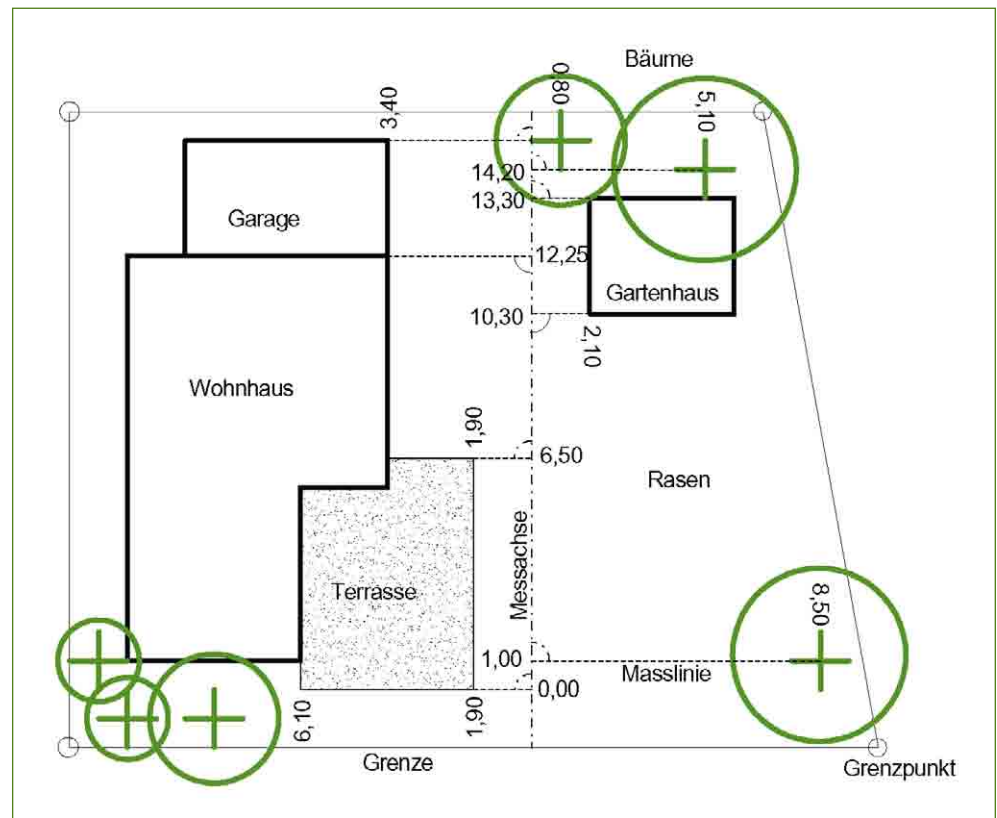 Bäume
3,40
0,80
5,10
14,20
13,30
Garage
12,25
Gartenhaus
10,30
2,10
Wohnhaus
1,90
6,50
Rasen
Messachse
Terrasse
8,50
1,00
Masslinie
0,00
6,10
1,90
Grenze
Grenzpunkt